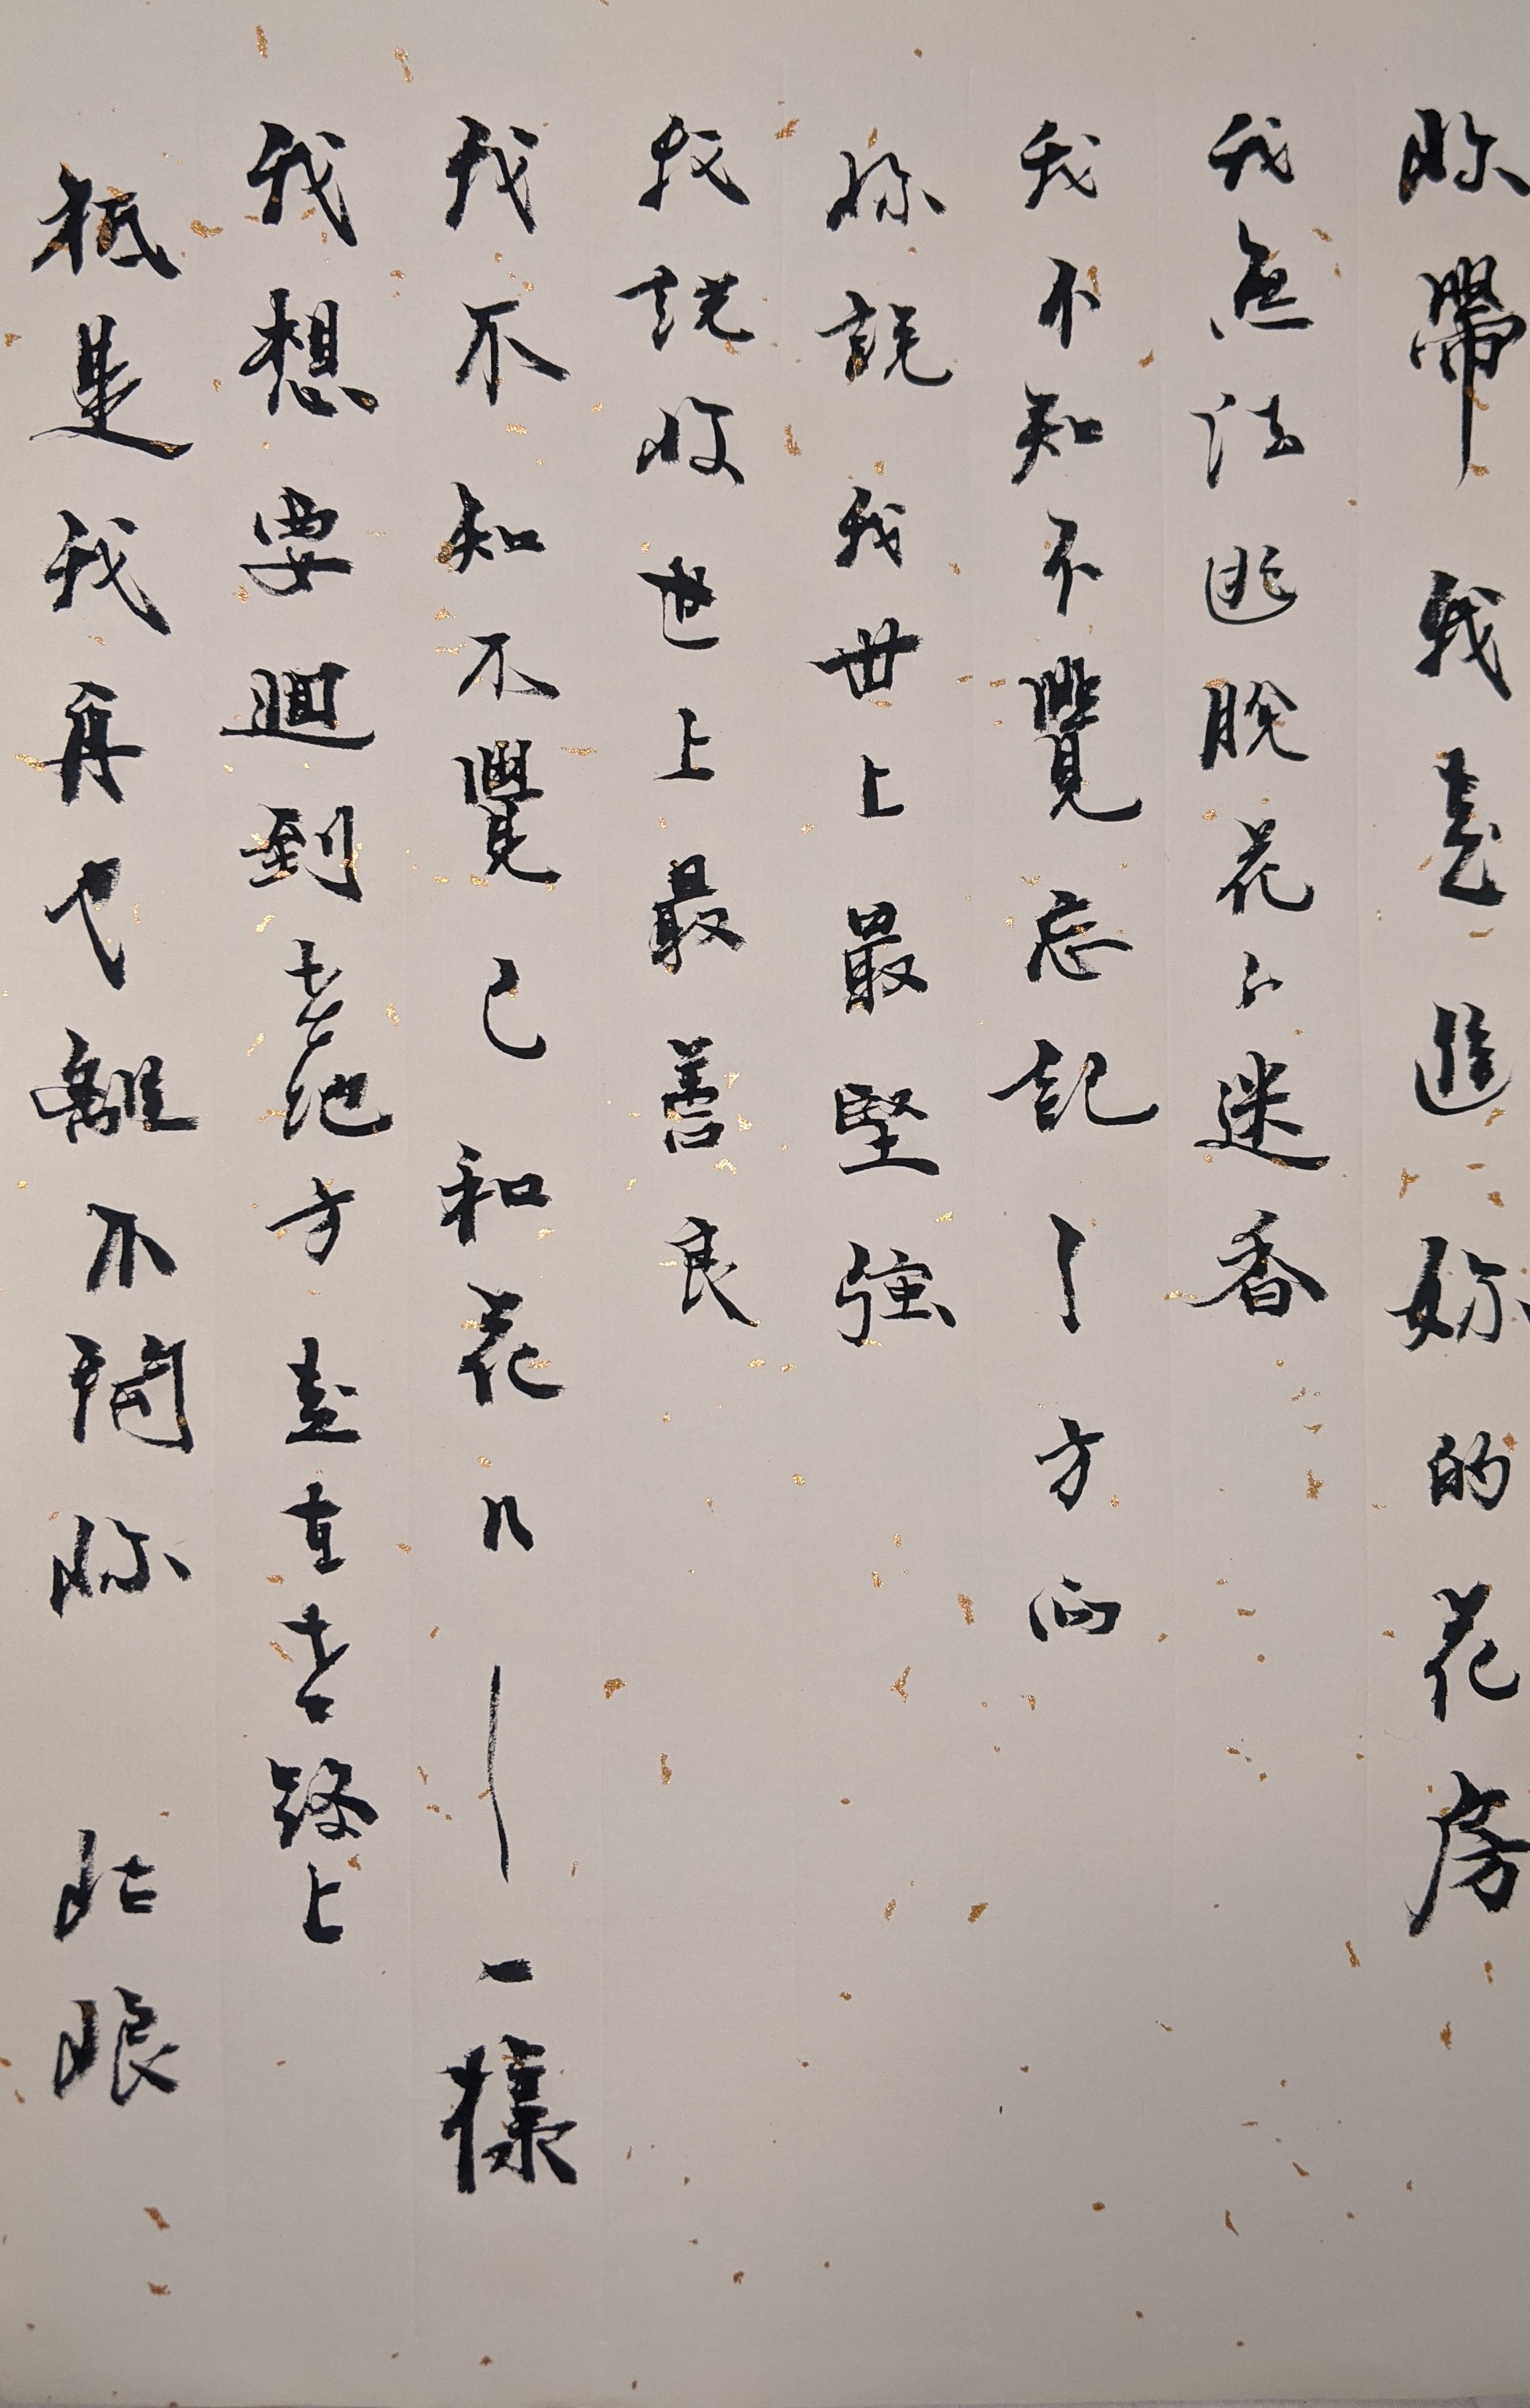 妳帶我走進妳的花房
我無法逃脫花的迷香
我不知不覺忘記了方向
妳說我世上最堅強
我說妳世上最善良
我不知不覺已和花兒一樣
我想要迴到老地方走在老路上
衹是我再也離不開妳 姑娘